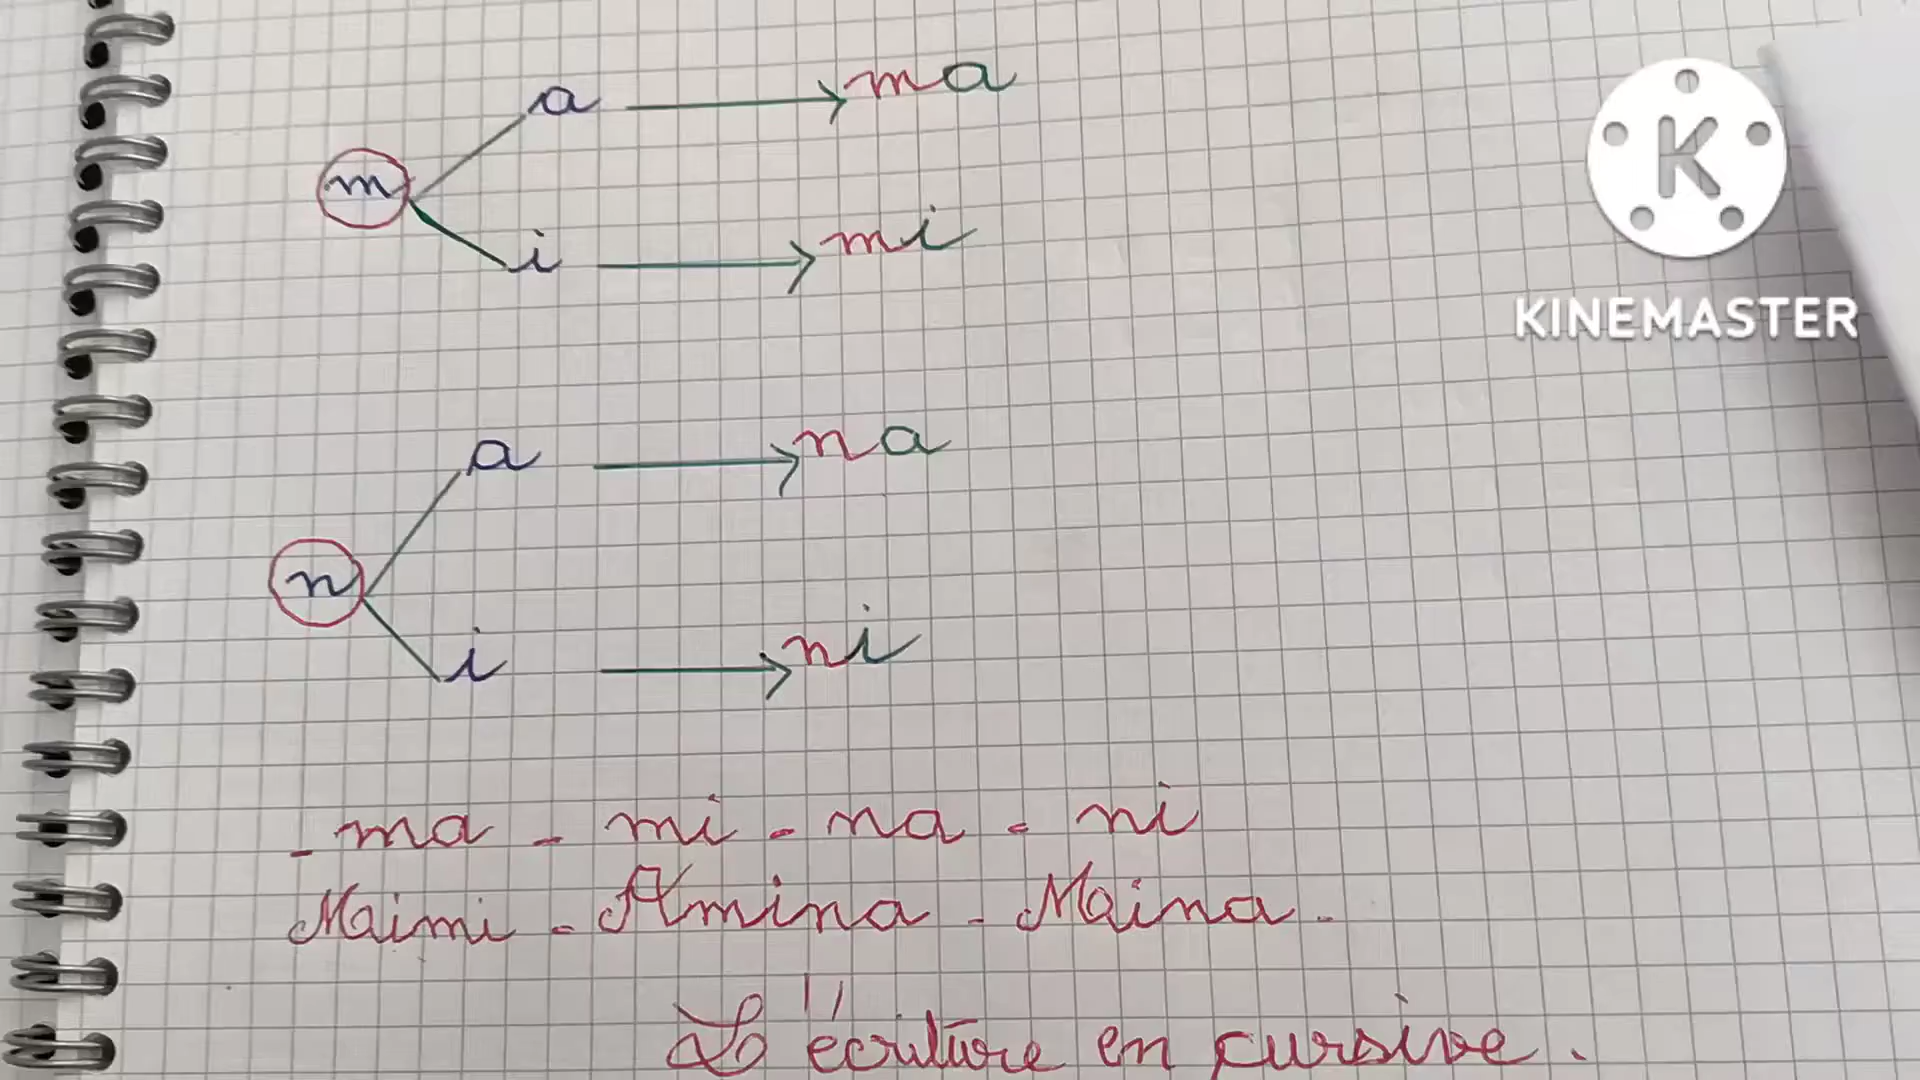 a → ma
m
i → mi
KINEMASTER
a → na
n
i → ni
- ma - mi - na - ni
Maimi - Amina - Maina -
L'écriture en cursive.